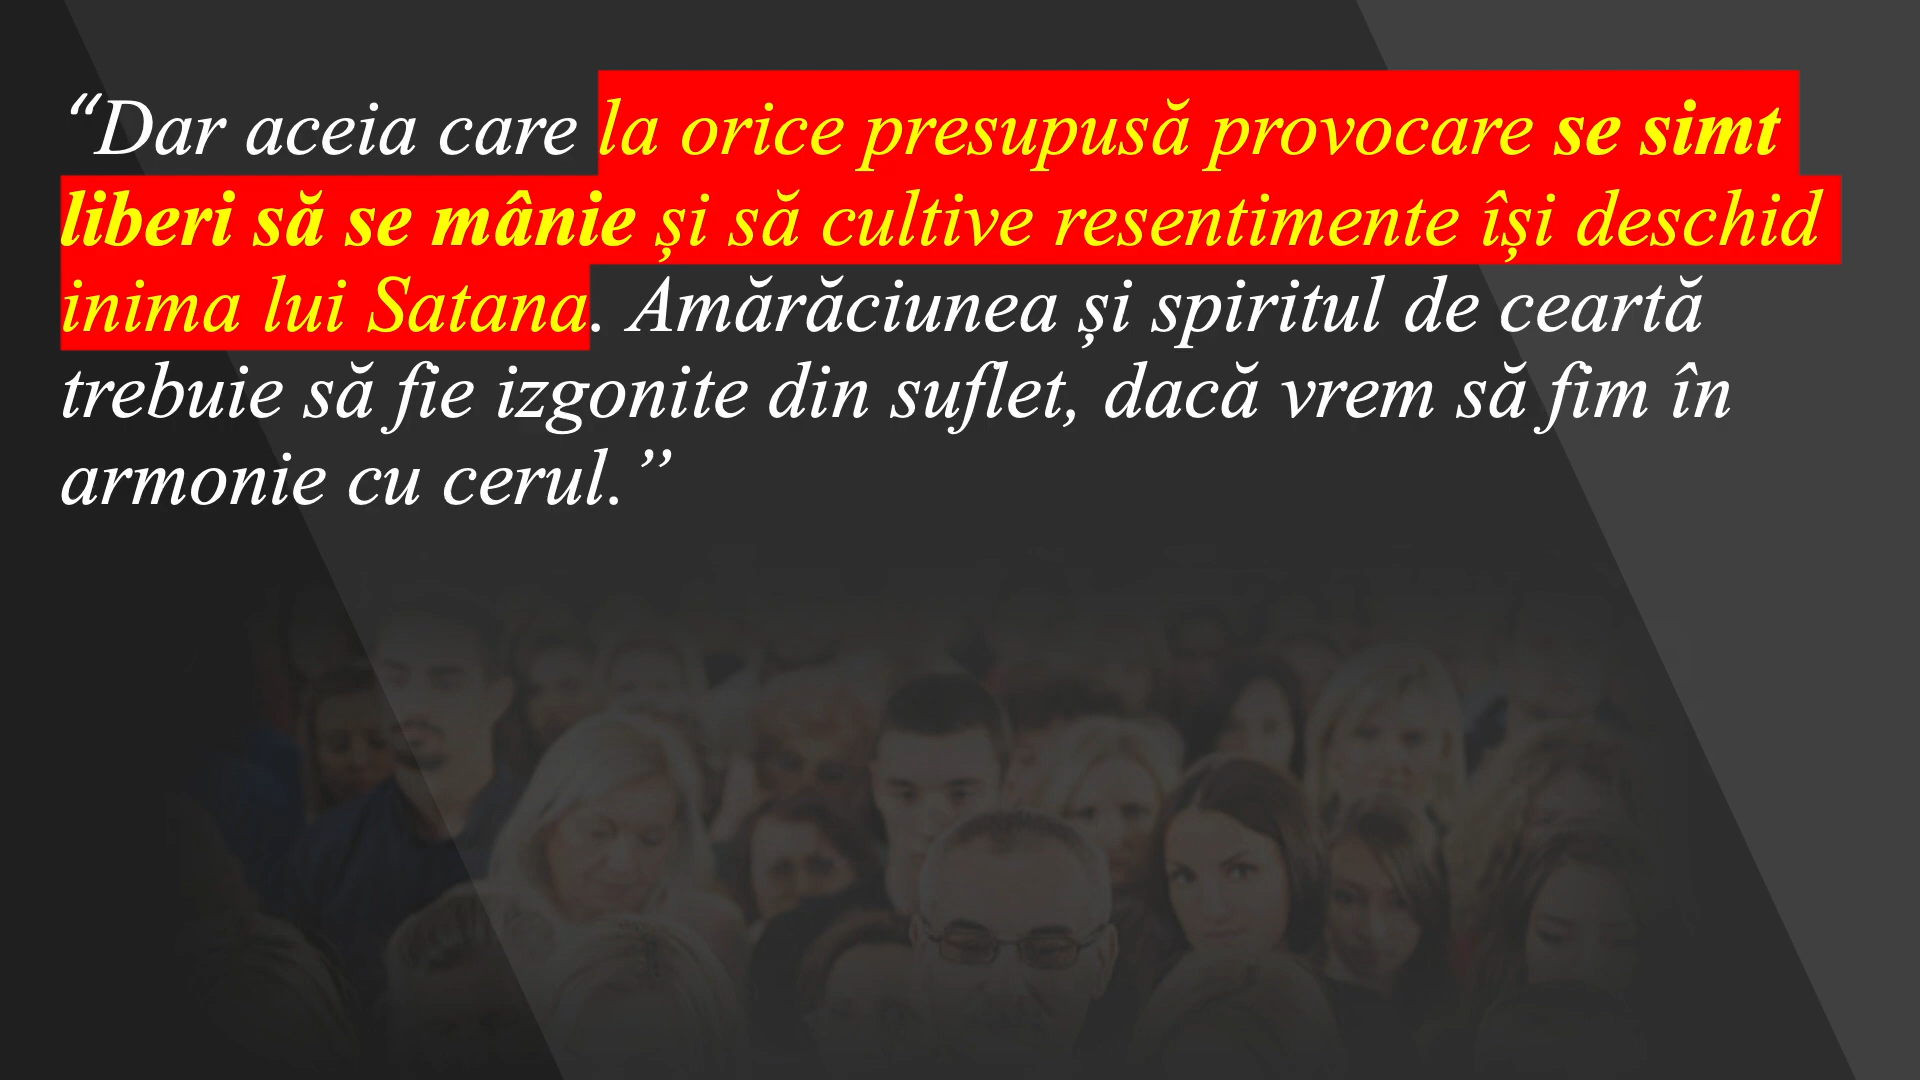 “Dar aceia care la orice presupusă provocare se simt
liberi să se mânie și să cultive resentimente își deschid
inima lui Satana. Amărăciunea și spiritul de ceartă
trebuie să fie izgonite din suflet, dacă vrem să fim în
armonie cu cerul.”